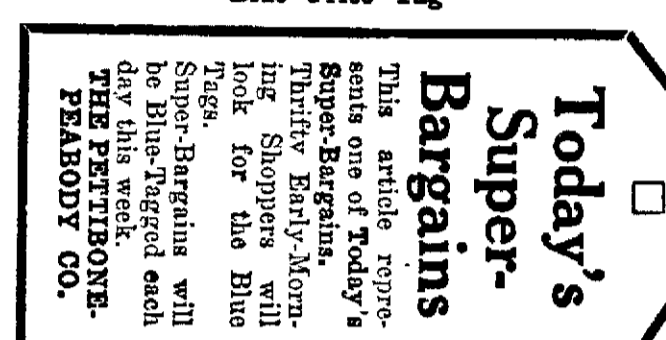 Today's
Super-
Bargains
This article repre-
sents one of Today's
Super-Bargains.
Thrifty Early-Morn-
ing Shoppers will
look for the Blue
Tags.
Super-Bargains will
be Blue-Tagged each
day this week.
THE PETTIBONE-
PEABODY CO.